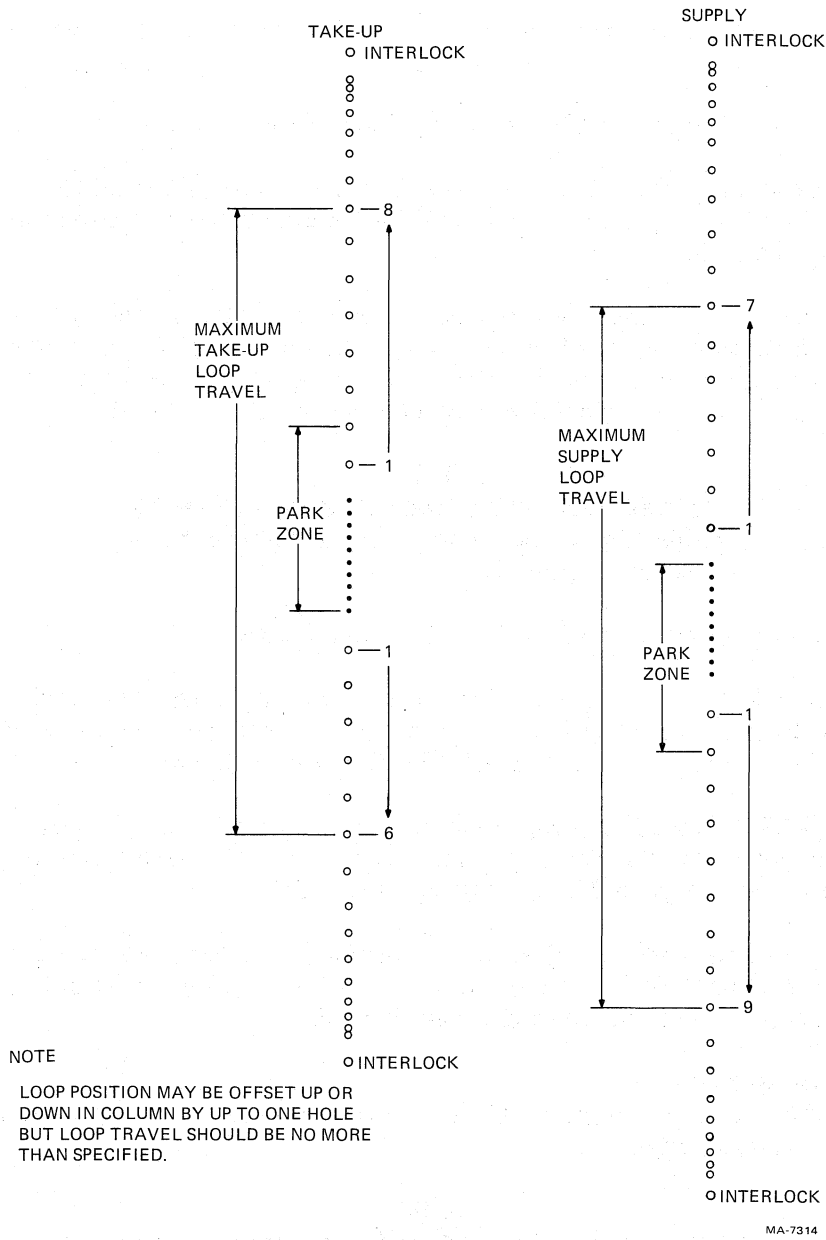 TAKE-UP
INTERLOCK
8
MAXIMUM
TAKE-UP
LOOP
TRAVEL
1
PARK
ZONE
1
6
INTERLOCK
SUPPLY
INTERLOCK
7
MAXIMUM
SUPPLY
LOOP
TRAVEL
1
PARK
ZONE
1
9
INTERLOCK
NOTE
LOOP POSITION MAY BE OFFSET UP OR
DOWN IN COLUMN BY UP TO ONE HOLE
BUT LOOP TRAVEL SHOULD BE NO MORE
THAN SPECIFIED.
MA-7314